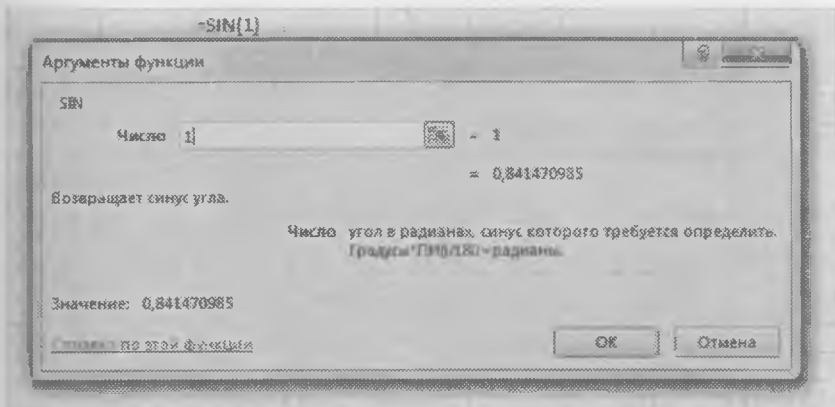 =SIN(1)
Аргументы функции
SIN
Число 1 = 1
= 0,841470985
Возвращает синус угла.
Число угол в радианах, синус которого требуется определить.
Градусы*ПИ()/180=радианы.
Значение: 0,841470985
Справка по этой функции
OK
Отмена